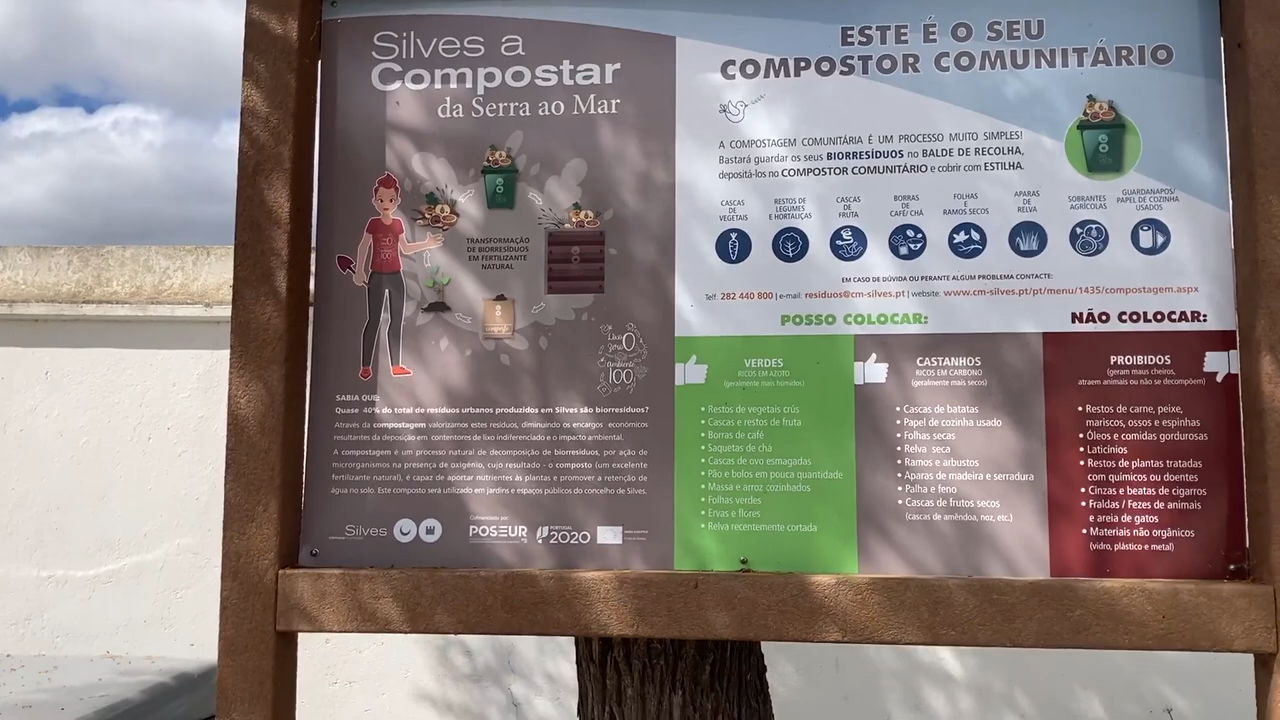 Silves a
Compostar
da Serra ao Mar
TRANSFORMAÇÃO
DE BIORRESÍDUOS
EM FERTILIZANTE
NATURAL
composto
Lixo
zero 0
ambiente
100
SABIA QUE:
Quase 40% do total de resíduos urbanos produzidos em Silves são biorresíduos?
Através da compostagem valorizamos estes resíduos, diminuindo os encargos económicos
resultantes da deposição em contentores de lixo indiferenciado e o impacto ambiental.
A compostagem é um processo natural de decomposição de biorresíduos, por ação de
microrganismos na presença de oxigénio, cujo resultado - o composto (um excelente
fertilizante natural), é capaz de aportar nutrientes às plantas e promover a retenção de
água no solo. Este composto será utilizado em jardins e espaços públicos do concelho de Silves.
Silves
Cofinanciado por:
POSEUR
PORTUGAL
2020
ESTE É O SEU
COMPOSTOR COMUNITÁRIO
A COMPOSTAGEM COMUNITÁRIA É UM PROCESSO MUITO SIMPLES!
Bastará guardar os seus BIORRESÍDUOS no BALDE DE RECOLHA,
depositá-los no COMPOSTOR COMUNITÁRIO e cobrir com ESTILHA.
CASCAS
DE
VEGETAIS
RESTOS DE
LEGUMES
E HORTALIÇAS
CASCAS
DE
FRUTA
BORRAS
DE
CAFÉ/ CHÁ
FOLHAS
E
RAMOS SECOS
APARAS
DE
RELVA
SOBRANTES
AGRÍCOLAS
GUARDANAPOS/
PAPEL DE COZINHA
USADOS
EM CASO DE DÚVIDA OU PERANTE ALGUM PROBLEMA CONTACTE:
Telf: 282 440 800 | e-mail: residuos@cm-silves.pt | website: www.cm-silves.pt/pt/menu/1435/compostagem.aspx
POSSO COLOCAR:
NÃO COLOCAR:
VERDES
RICOS EM AZOTO
(geralmente mais húmidos)
• Restos de vegetais crús
• Cascas e restos de fruta
• Borras de café
• Saquetas de chá
• Cascas de ovo esmagadas
• Pão e bolos em pouca quantidade
• Massa e arroz cozinhados
• Folhas verdes
• Ervas e flores
• Relva recentemente cortada
CASTANHOS
RICOS EM CARBONO
(geralmente mais secos)
• Cascas de batatas
• Papel de cozinha usado
• Folhas secas
• Relva seca
• Ramos e arbustos
• Aparas de madeira e serradura
• Palha e feno
• Cascas de frutos secos
(cascas de amêndoa, noz, etc.)
PROIBIDOS
(geram maus cheiros,
atraem animais ou não se decompõem)
• Restos de carne, peixe,
mariscos, ossos e espinhas
• Óleos e comidas gordurosas
• Laticínios
• Restos de plantas tratadas
com químicos ou doentes
• Cinzas e beatas de cigarros
• Fraldas / Fezes de animais
e areia de gatos
• Materiais não orgânicos
(vidro, plástico e metal)